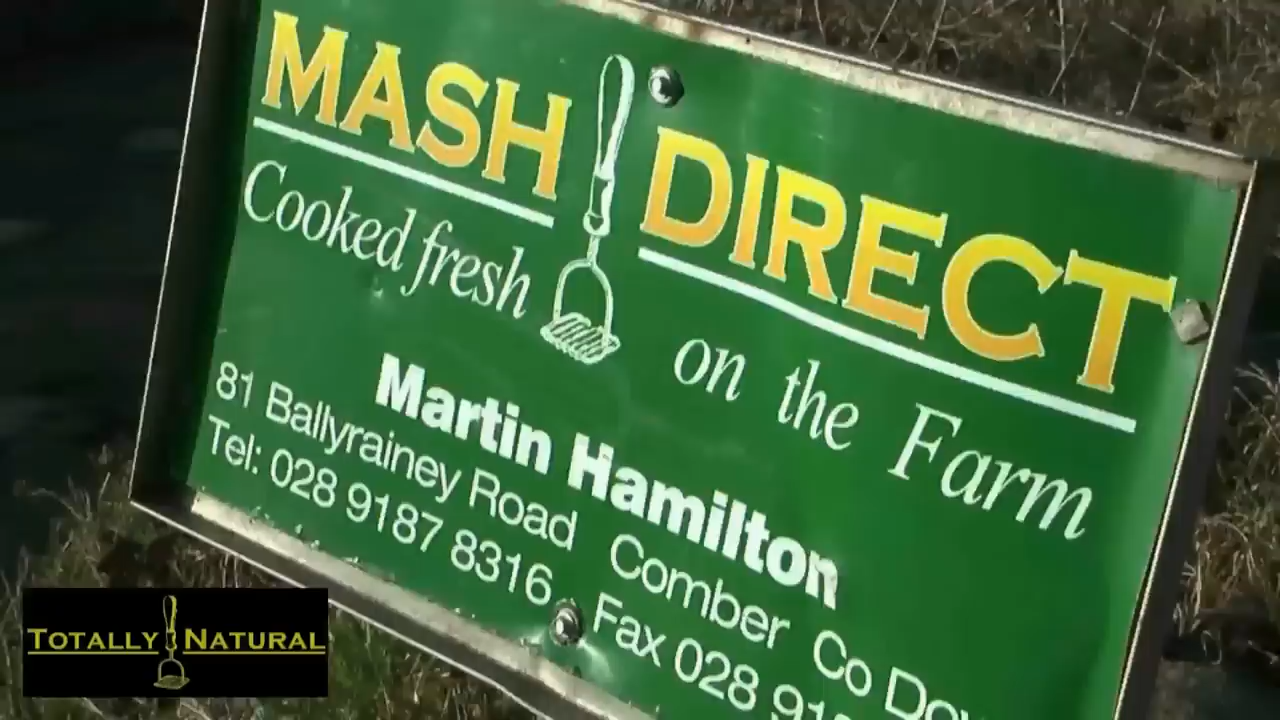 MASH DIRECT
Cooked fresh on the Farm
Martin Hamilton
81 Ballyrainey Road Comber Co
Tel: 028 9187 8316 Fax 028
TOTALLY NATURAL